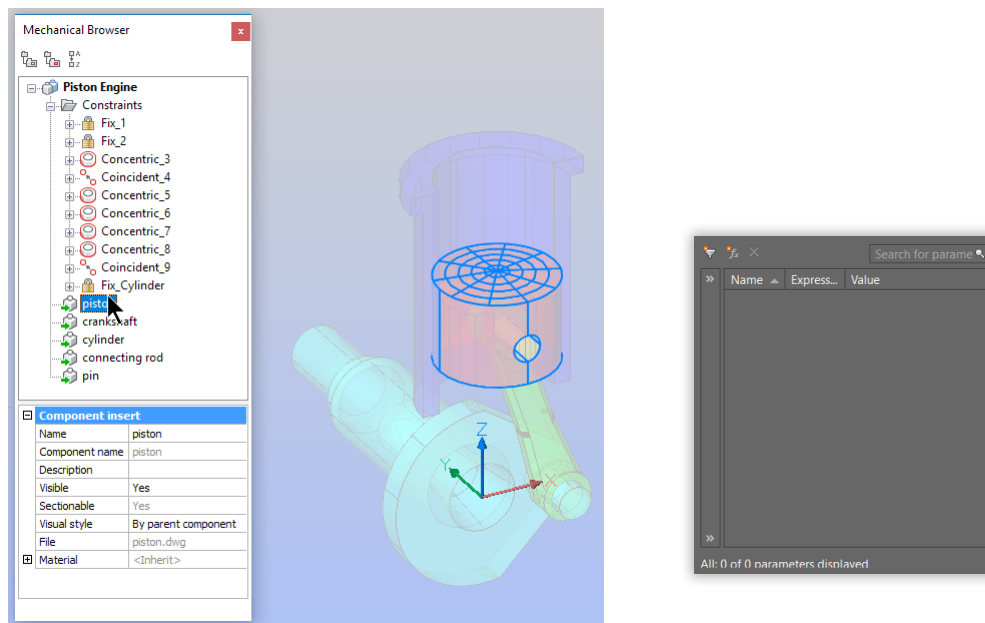 Mechanical Browser
x
Piston Engine
Constraints
Fix_1
Fix_2
Concentric_3
Coincident_4
Concentric_5
Concentric_6
Concentric_7
Concentric_8
Coincident_9
Fix_Cylinder
crankshaft
cylinder
connecting rod
pin
Component insert
Name piston
Component name piston
Description
Visible Yes
Sectionable Yes
Visual style By parent component
File piston.dwg
Material <Inherit>
Z
Y
X
Search for parame
Name Express... Value
All: 0 of 0 parameters displayed